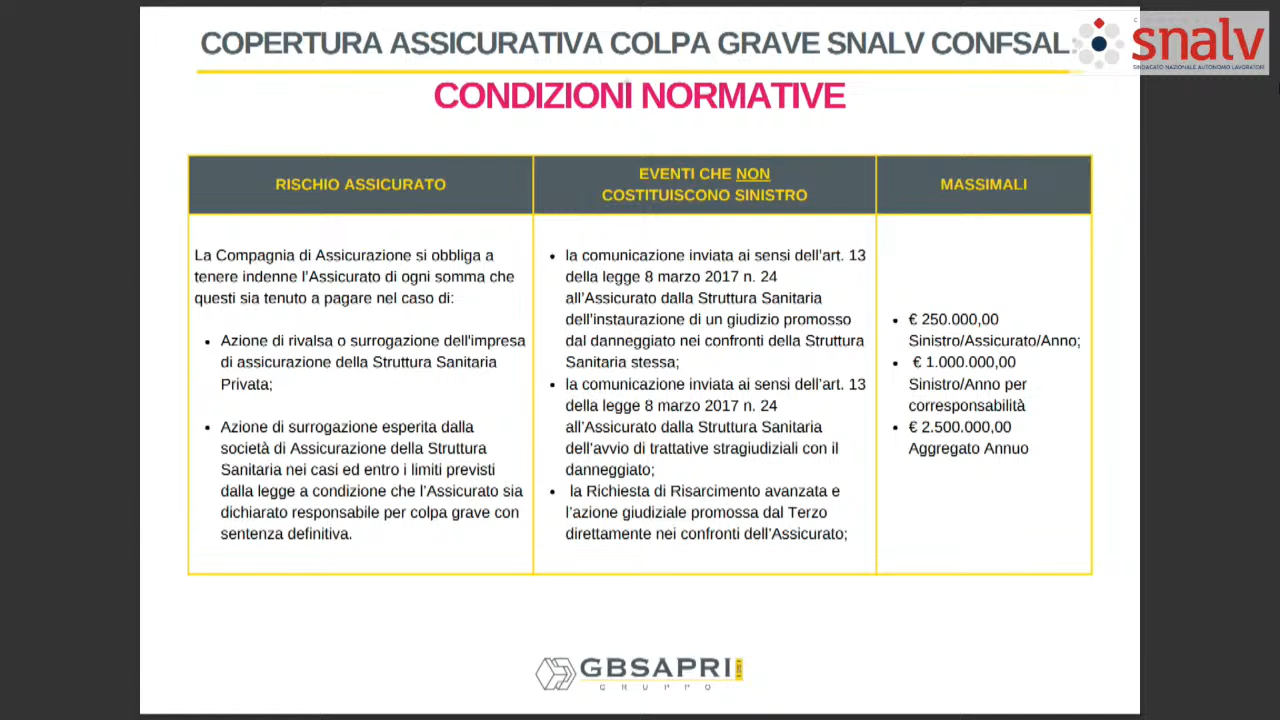 COPERTURA ASSICURATIVA COLPA GRAVE SNALV CONFSAL
snalv
SINDACATO NAZIONALE AUTONOMO LAVORATORI
CONDIZIONI NORMATIVE
RISCHIO ASSICURATO
EVENTI CHE NON
COSTITUISCONO SINISTRO
MASSIMALI
La Compagnia di Assicurazione si obbliga a
tenere indenne l'Assicurato di ogni somma che
questi sia tenuto a pagare nel caso di:
• Azione di rivalsa o surrogazione dell'impresa
di assicurazione della Struttura Sanitaria
Privata;
• Azione di surrogazione esperita dalla
società di Assicurazione della Struttura
Sanitaria nei casi ed entro i limiti previsti
dalla legge a condizione che l'Assicurato sia
dichiarato responsabile per colpa grave con
sentenza definitiva.
• la comunicazione inviata ai sensi dell'art. 13
della legge 8 marzo 2017 n. 24
all'Assicurato dalla Struttura Sanitaria
dell'instaurazione di un giudizio promosso
dal danneggiato nei confronti della Struttura
Sanitaria stessa;
• la comunicazione inviata ai sensi dell'art. 13
della legge 8 marzo 2017 n. 24
all'Assicurato dalla Struttura Sanitaria
dell'avvio di trattative stragiudiziali con il
danneggiato;
• la Richiesta di Risarcimento avanzata e
l'azione giudiziale promossa dal Terzo
direttamente nei confronti dell'Assicurato;
• € 250.000,00
Sinistro/Assicurato/Anno;
• € 1.000.000,00
Sinistro/Anno per
corresponsabilità
• € 2.500.000,00
Aggregato Annuo
GBSAPRI
GRUPPO